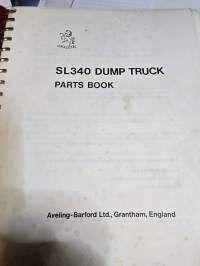 SL340 DUMP TRUCK
PARTS BOOK
Aveling-Barford Ltd., Grantham, England